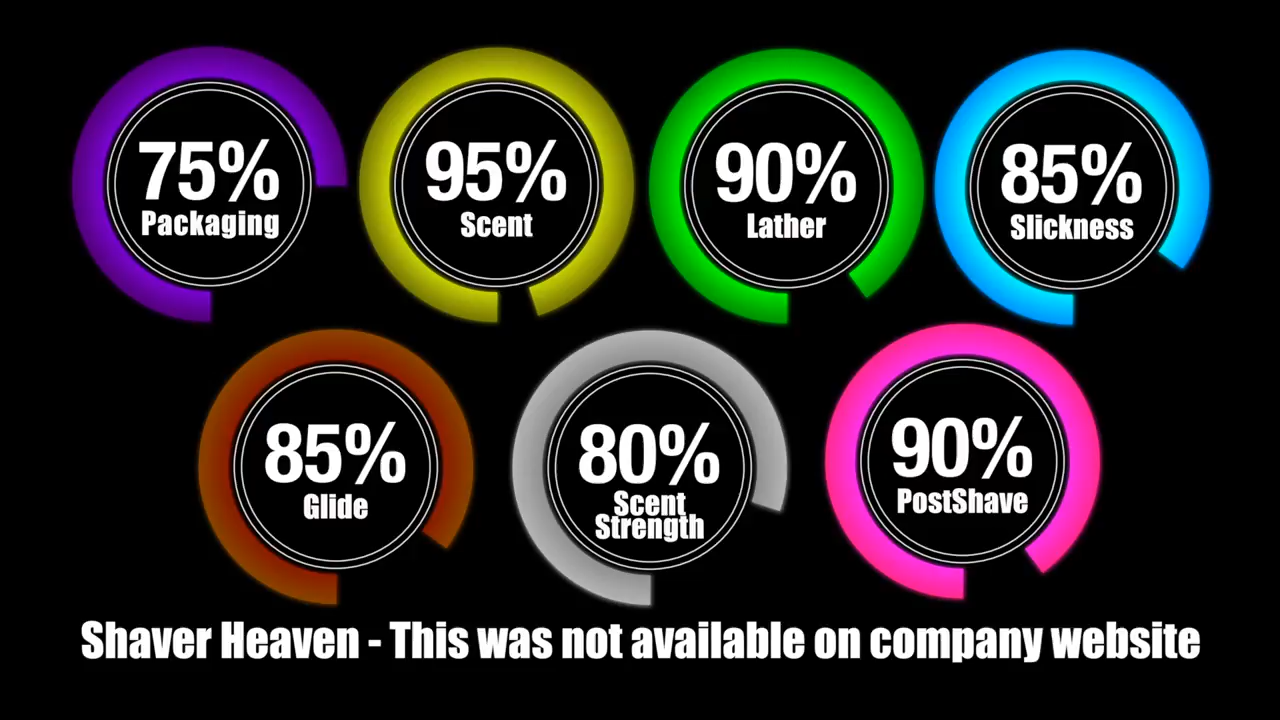 75%
Packaging
95%
Scent
90%
Lather
85%
Slickness
85%
Glide
80%
Scent
Strength
90%
PostShave
Shaver Heaven - This was not available on company website